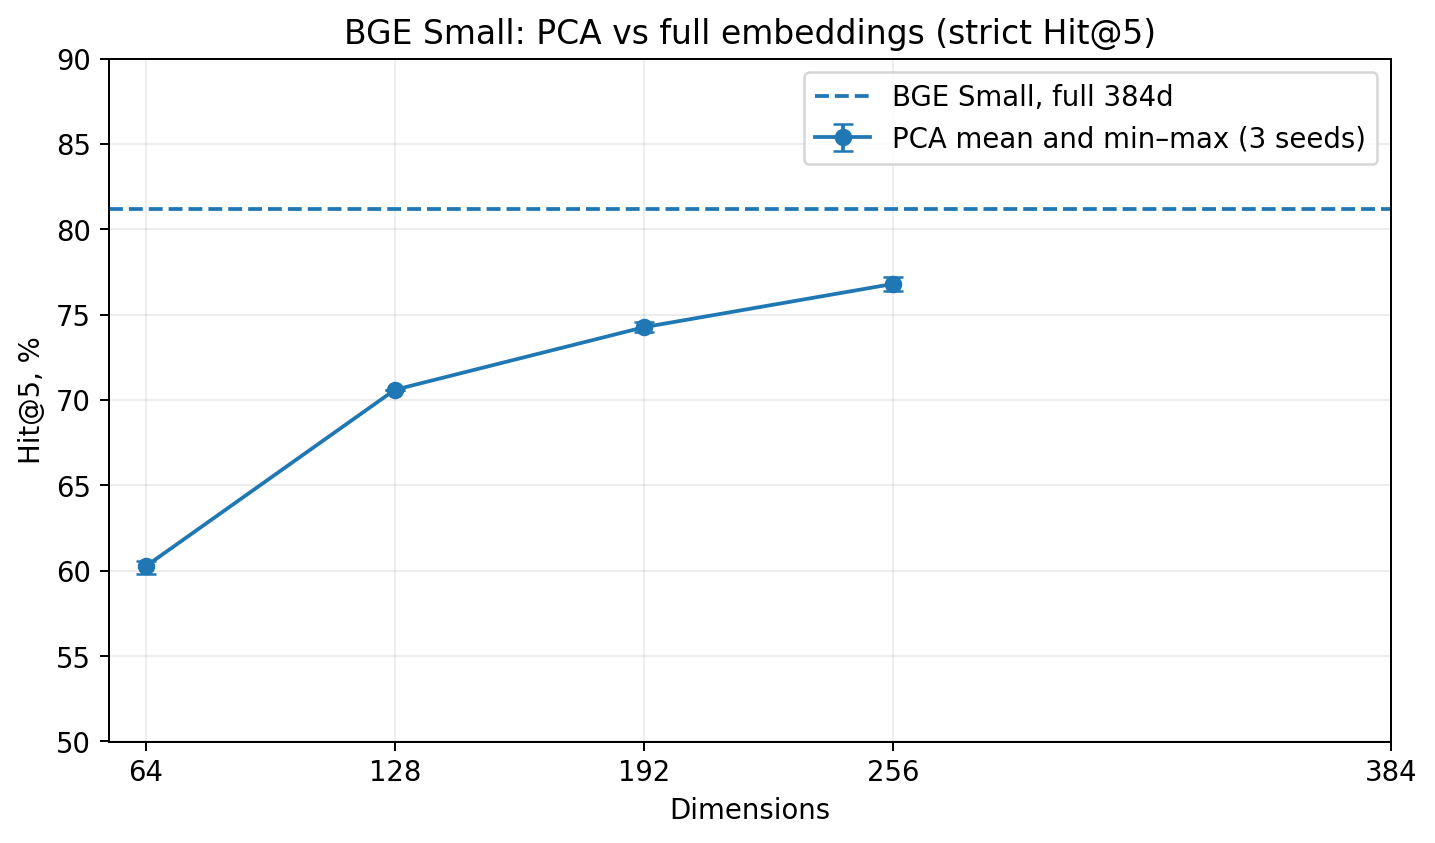 BGE Small: PCA vs full embeddings (strict Hit@5)
90
85
80
75
70
65
60
55
50
Hit@5, %
BGE Small, full 384d
PCA mean and min–max (3 seeds)
64 128 192 256 384
Dimensions